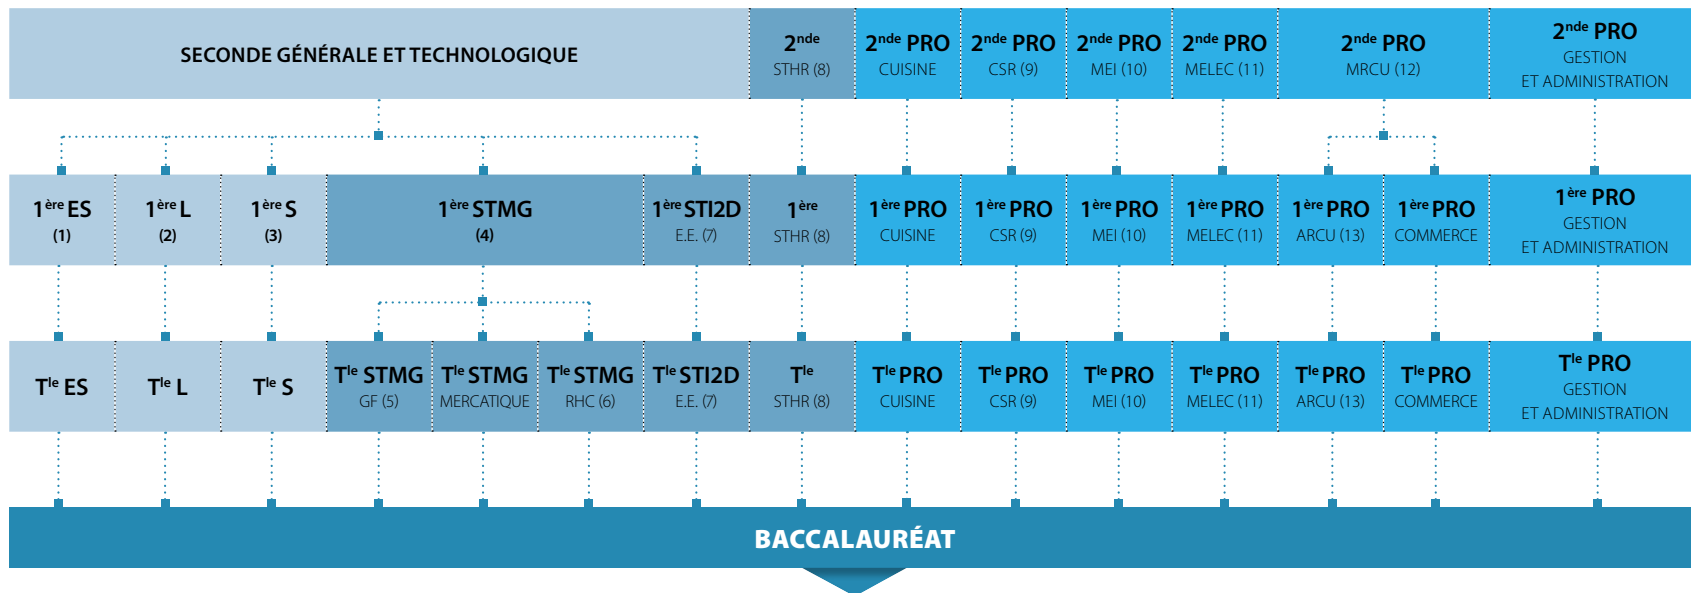 SECONDE GÉNÉRALE ET TECHNOLOGIQUE
2nde
STHR (8)
2nde PRO
CUISINE
2nde PRO
CSR (9)
2nde PRO
MEI (10)
2nde PRO
MELEC (11)
2nde PRO
MRCU (12)
2nde PRO
GESTION
ET ADMINISTRATION
1ère ES
(1)
1ère L
(2)
1ère S
(3)
1ère STMG
(4)
1ère STI2D
E.E. (7)
1ère
STHR (8)
1ère PRO
CUISINE
1ère PRO
CSR (9)
1ère PRO
MEI (10)
1ère PRO
MELEC (11)
1ère PRO
ARCU (13)
1ère PRO
COMMERCE
1ère PRO
GESTION
ET ADMINISTRATION
Tle ES
Tle L
Tle S
Tle STMG
GF (5)
Tle STMG
MERCATIQUE
Tle STMG
RHC (6)
Tle STI2D
E.E. (7)
Tle
STHR (8)
Tle PRO
CUISINE
Tle PRO
CSR (9)
Tle PRO
MEI (10)
Tle PRO
MELEC (11)
Tle PRO
ARCU (13)
Tle PRO
COMMERCE
Tle PRO
GESTION
ET ADMINISTRATION
BACCALAURÉAT